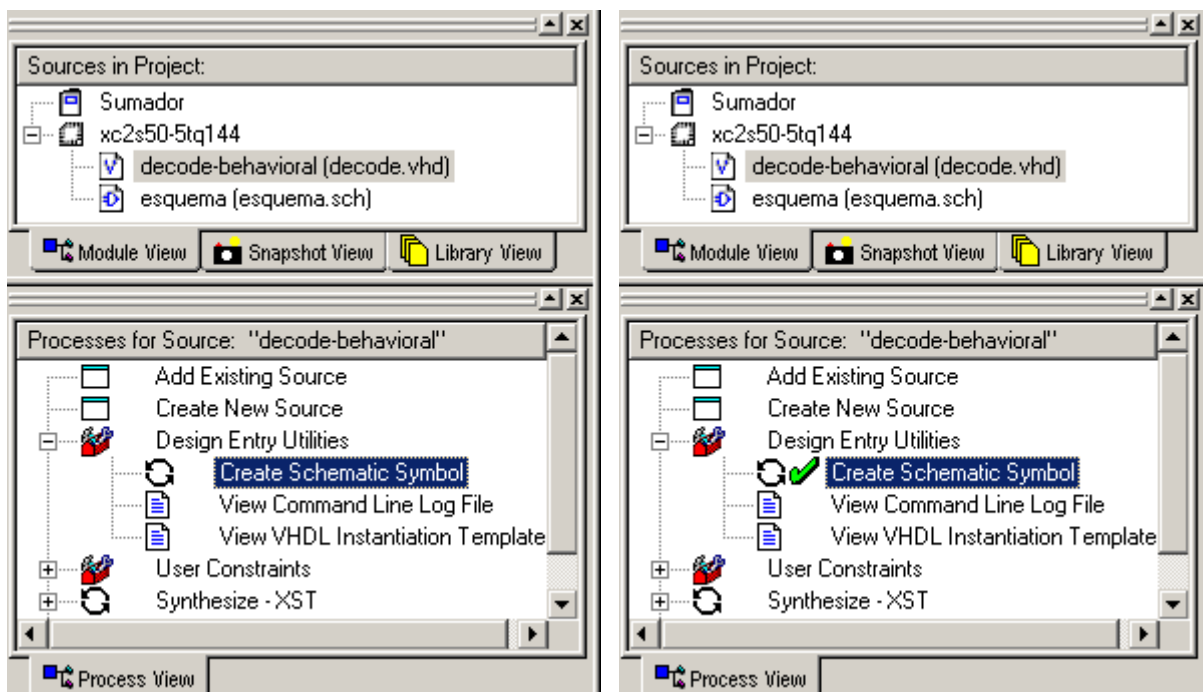 Sources in Project:
Sumador
xc2s50-5tq144
decode-behavioral (decode.vhd)
esquema (esquema.sch)
Module View
Snapshot View
Library View
Processes for Source: "decode-behavioral"
Add Existing Source
Create New Source
Design Entry Utilities
Create Schematic Symbol
View Command Line Log File
View VHDL Instantiation Template
User Constraints
Synthesize - XST
Process View
Sources in Project:
Sumador
xc2s50-5tq144
decode-behavioral (decode.vhd)
esquema (esquema.sch)
Module View
Snapshot View
Library View
Processes for Source: "decode-behavioral"
Add Existing Source
Create New Source
Design Entry Utilities
Create Schematic Symbol
View Command Line Log File
View VHDL Instantiation Template
User Constraints
Synthesize - XST
Process View